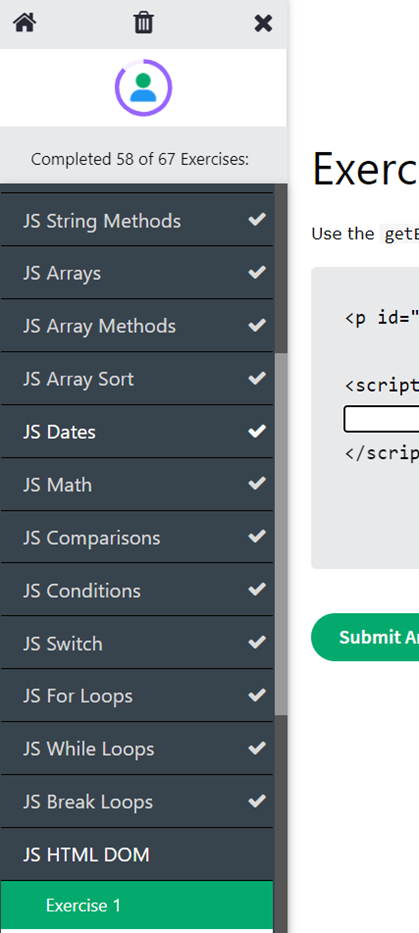 Completed 58 of 67 Exercises:
JS String Methods
JS Arrays
JS Array Methods
JS Array Sort
JS Dates
JS Math
JS Comparisons
JS Conditions
JS Switch
JS For Loops
JS While Loops
JS Break Loops
JS HTML DOM
Exercise 1
Exerc
Use the getE
<p id="
<script
</scrip
Submit An